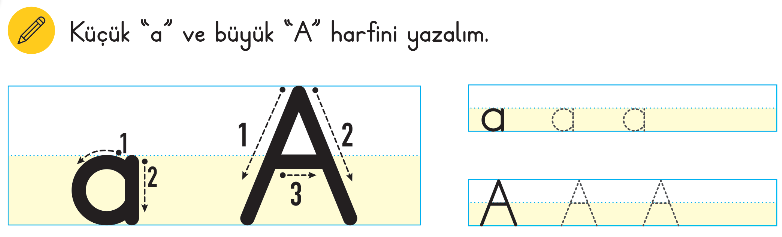 Küçük “a” ve büyük “A” harfini yazalım.
1
2
a
1
2
3
A
a a a
A A A